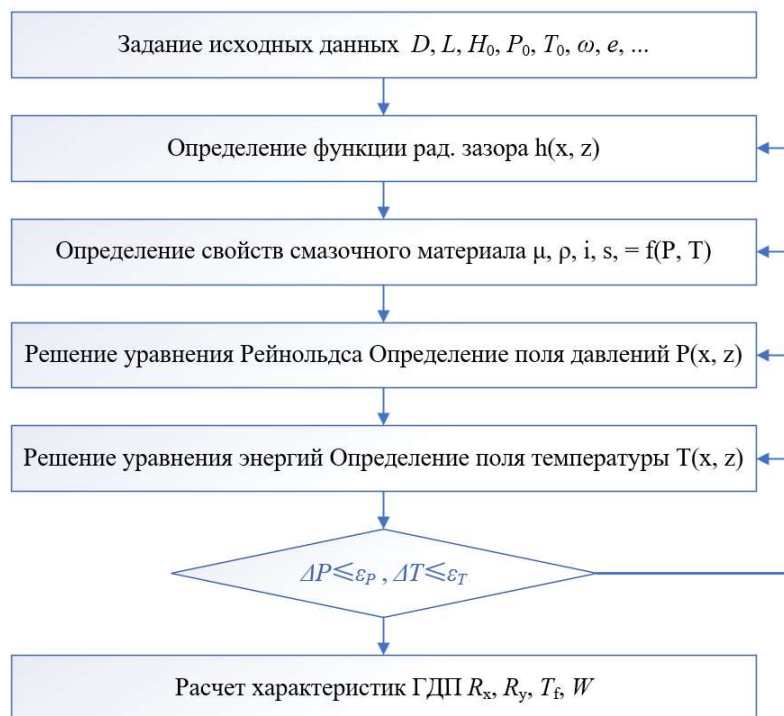 Задание исходных данных D, L, H₀, P₀, T₀, ω, e, ...
Определение функции рад. зазора h(x, z)
Определение свойств смазочного материала μ, ρ, i, s, = f(P, T)
Решение уравнения Рейнольдса Определение поля давлений P(x, z)
Решение уравнения энергий Определение поля температуры T(x, z)
ΔP⩽εP , ΔT⩽εT
Расчет характеристик ГДП Rx, Ry, Tf, W